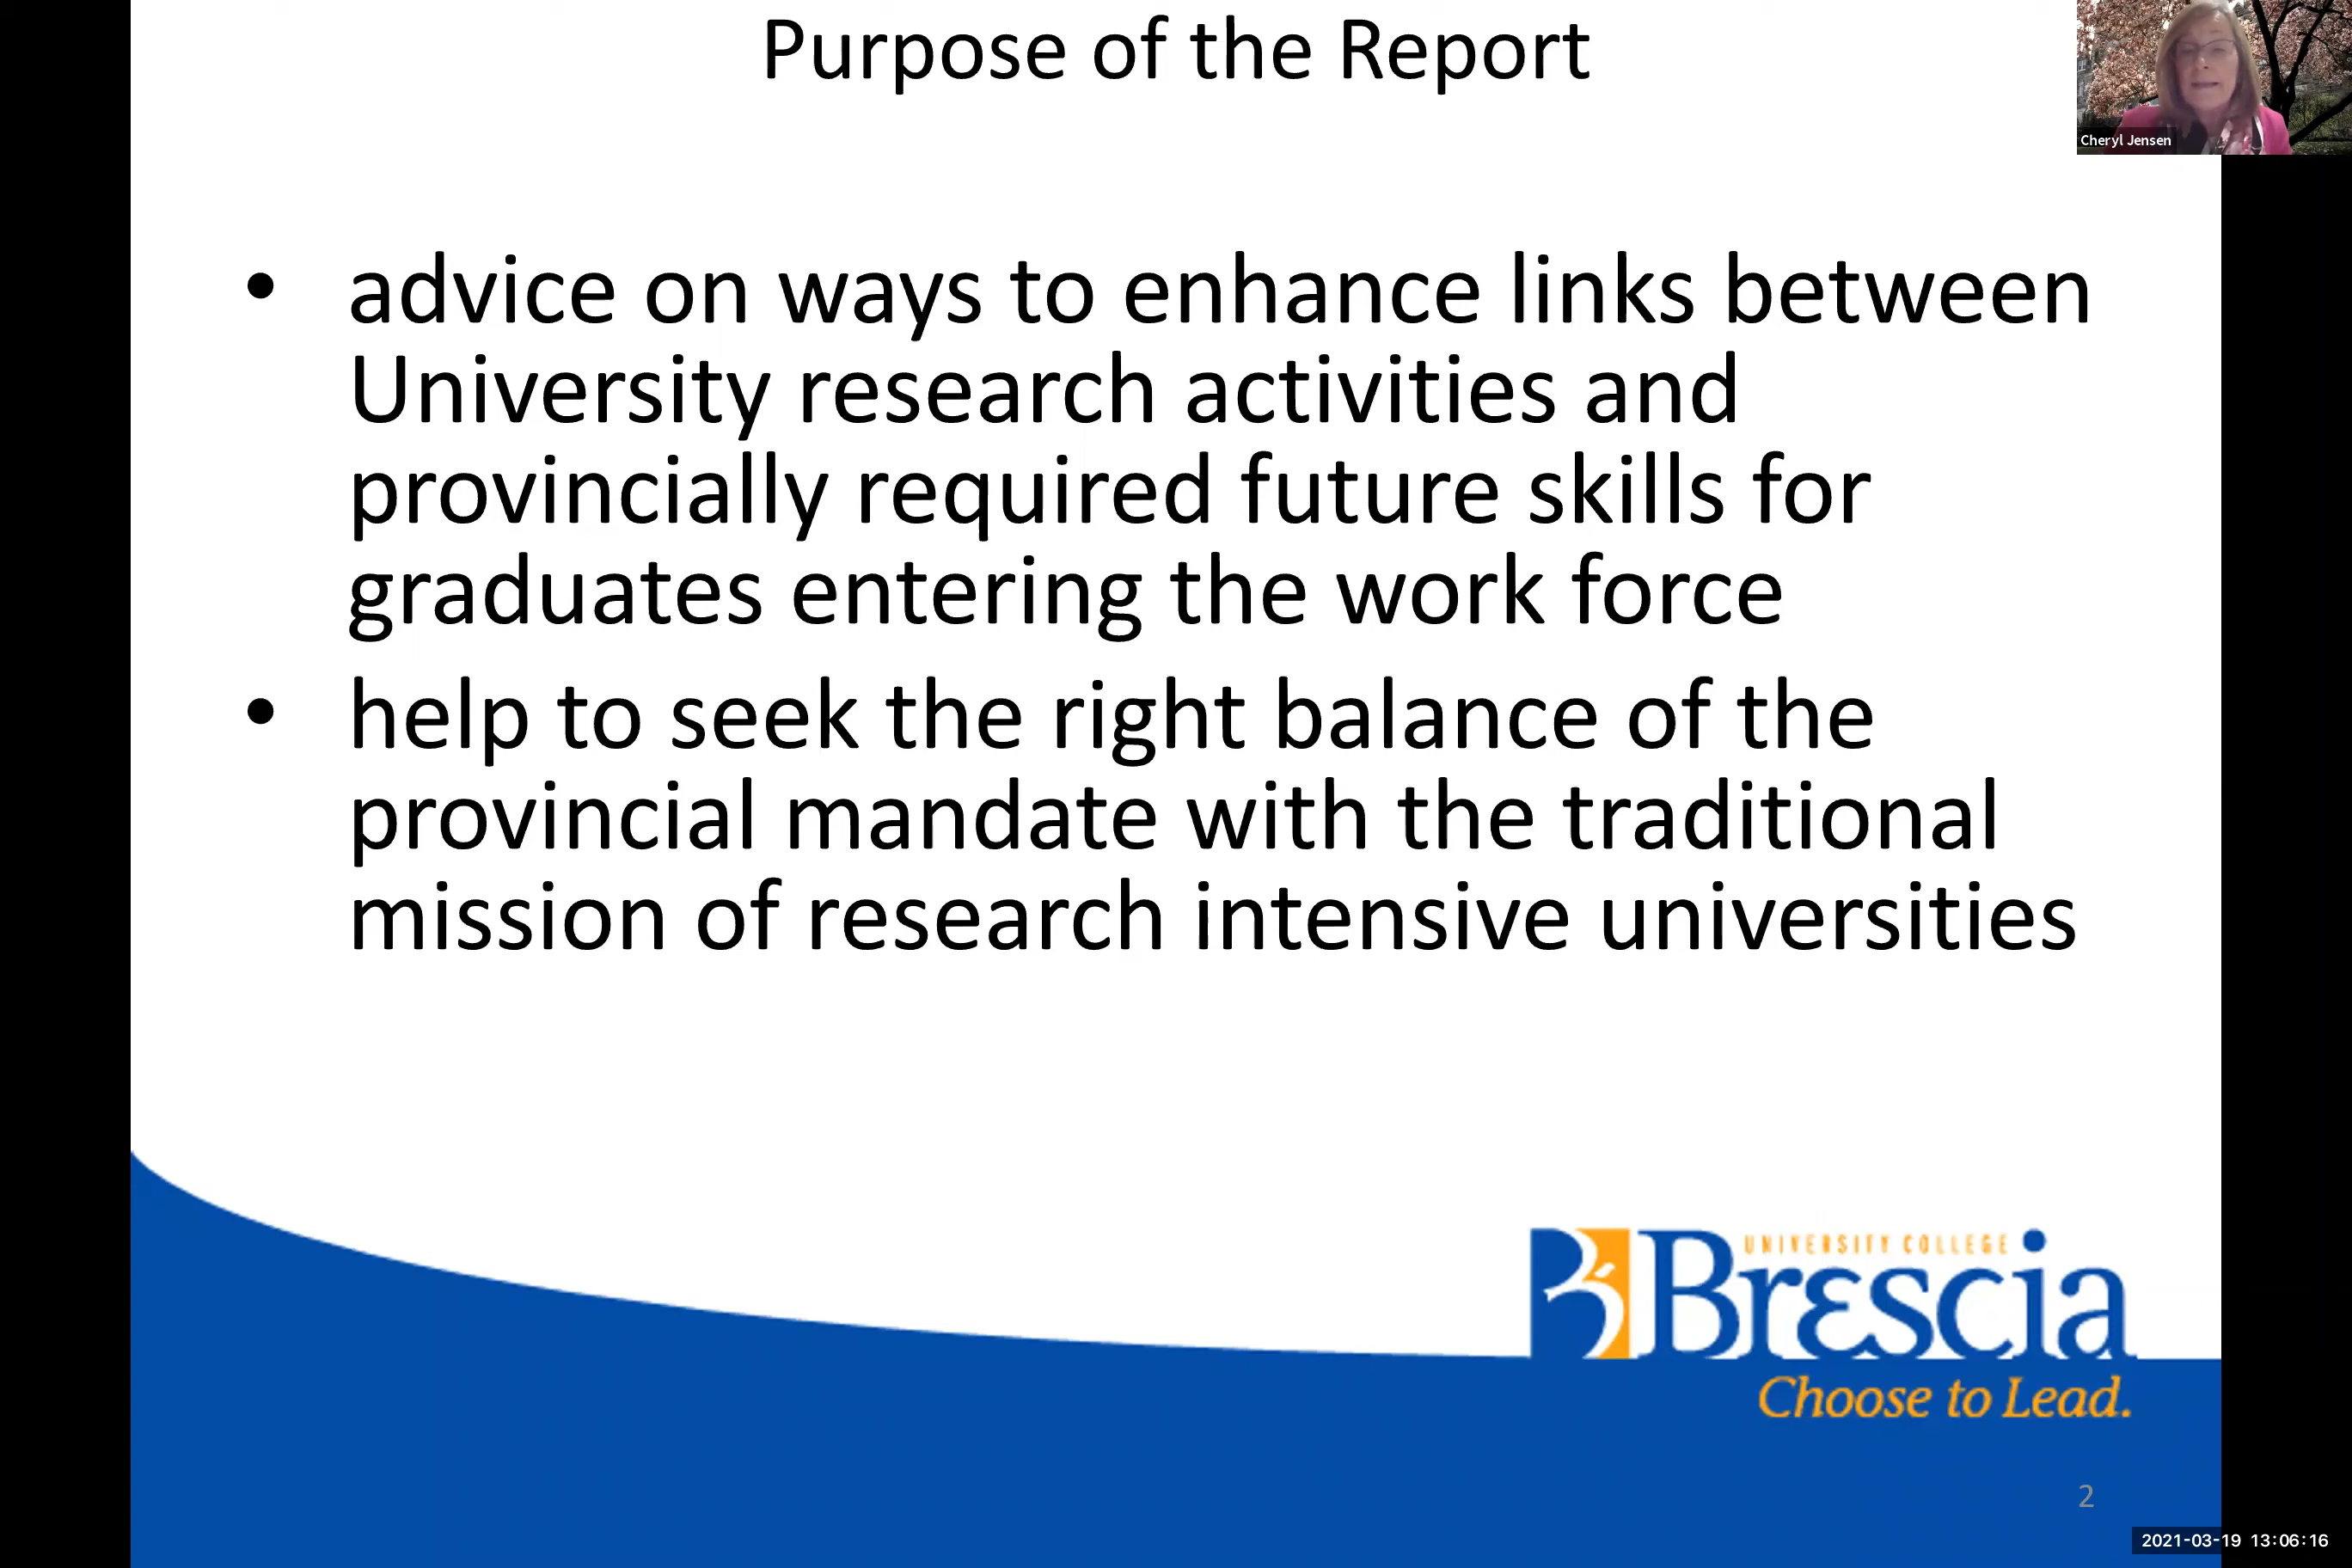 Purpose of the Report
Cheryl Jensen
• advice on ways to enhance links between
University research activities and
provincially required future skills for
graduates entering the work force
• help to seek the right balance of the
provincial mandate with the traditional
mission of research intensive universities
UNIVERSITY COLLEGE
Brescia
Choose to Lead.
2
2021-03-19 13:06:16